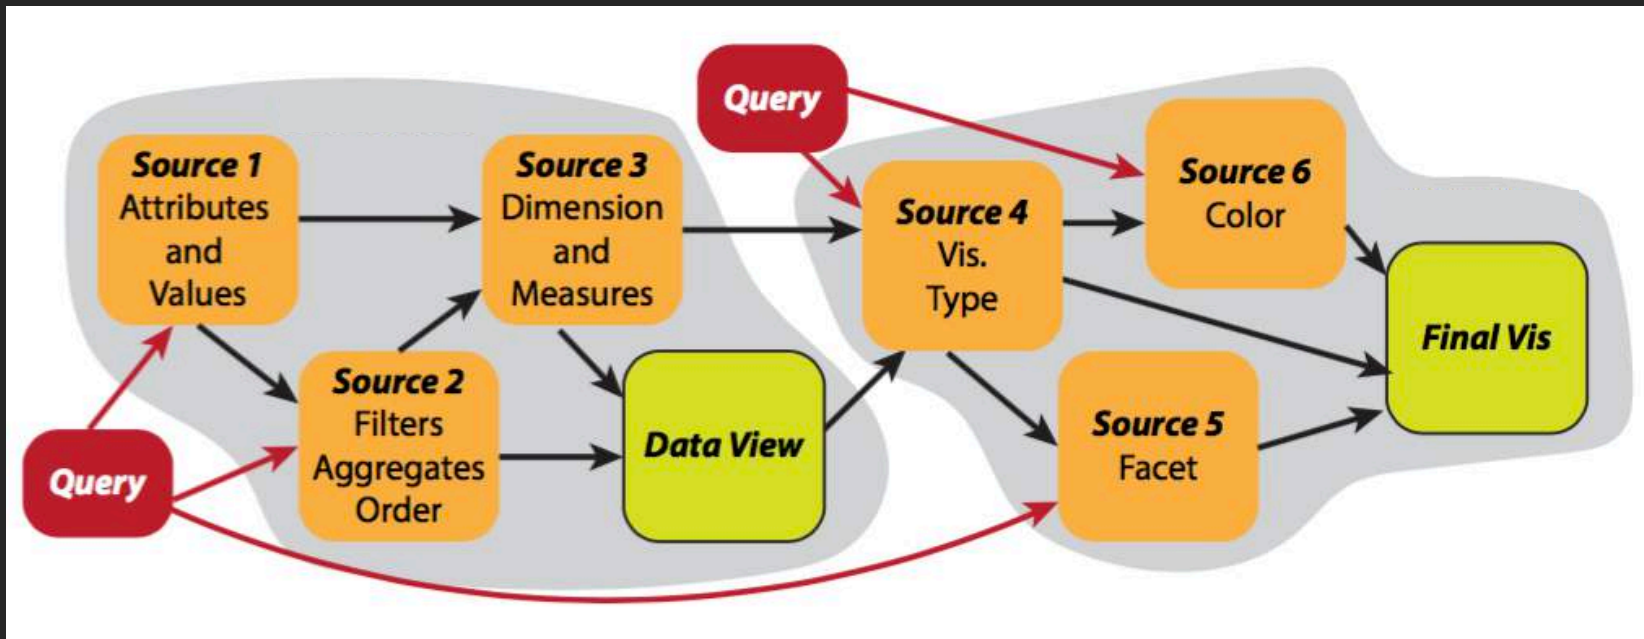 Query
Source 1
Attributes
and
Values
Source 3
Dimension
and
Measures
Source 2
Filters
Aggregates
Order
Data View
Query
Source 4
Vis.
Type
Source 6
Color
Source 5
Facet
Final Vis